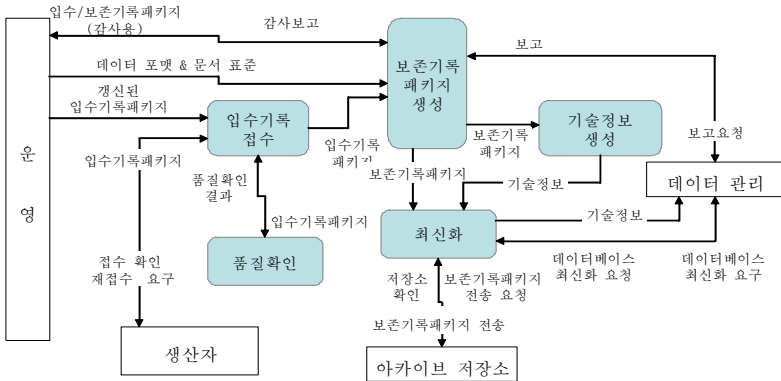 입수/보존기록패키지
(감사용)
감사보고
데이터 포맷 & 문서 표준
갱신된
입수기록패키지
보존기록
패키지
생성
보고
입수기록
접수
입수기록
패키지
보존기록
패키지
기술정보
생성
보고요청
운
영
입수기록패키지
품질확인
결과
보존기록패키지
기술정보
데이터 관리
입수기록패키지
최신화
기술정보
품질확인
접수 확인
재접수 요구
저장소
확인
보존기록패키지
전송 요청
데이터베이스
최신화 요청
데이터베이스
최신화 요구
보존기록패키지 전송
생산자
아카이브 저장소